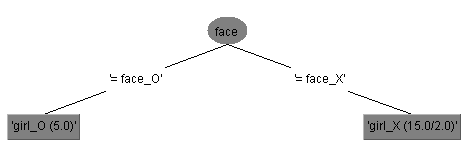 face
'= face_O' '= face_X'
'girl_O (5.0)' 'girl_X (15.0/2.0)'